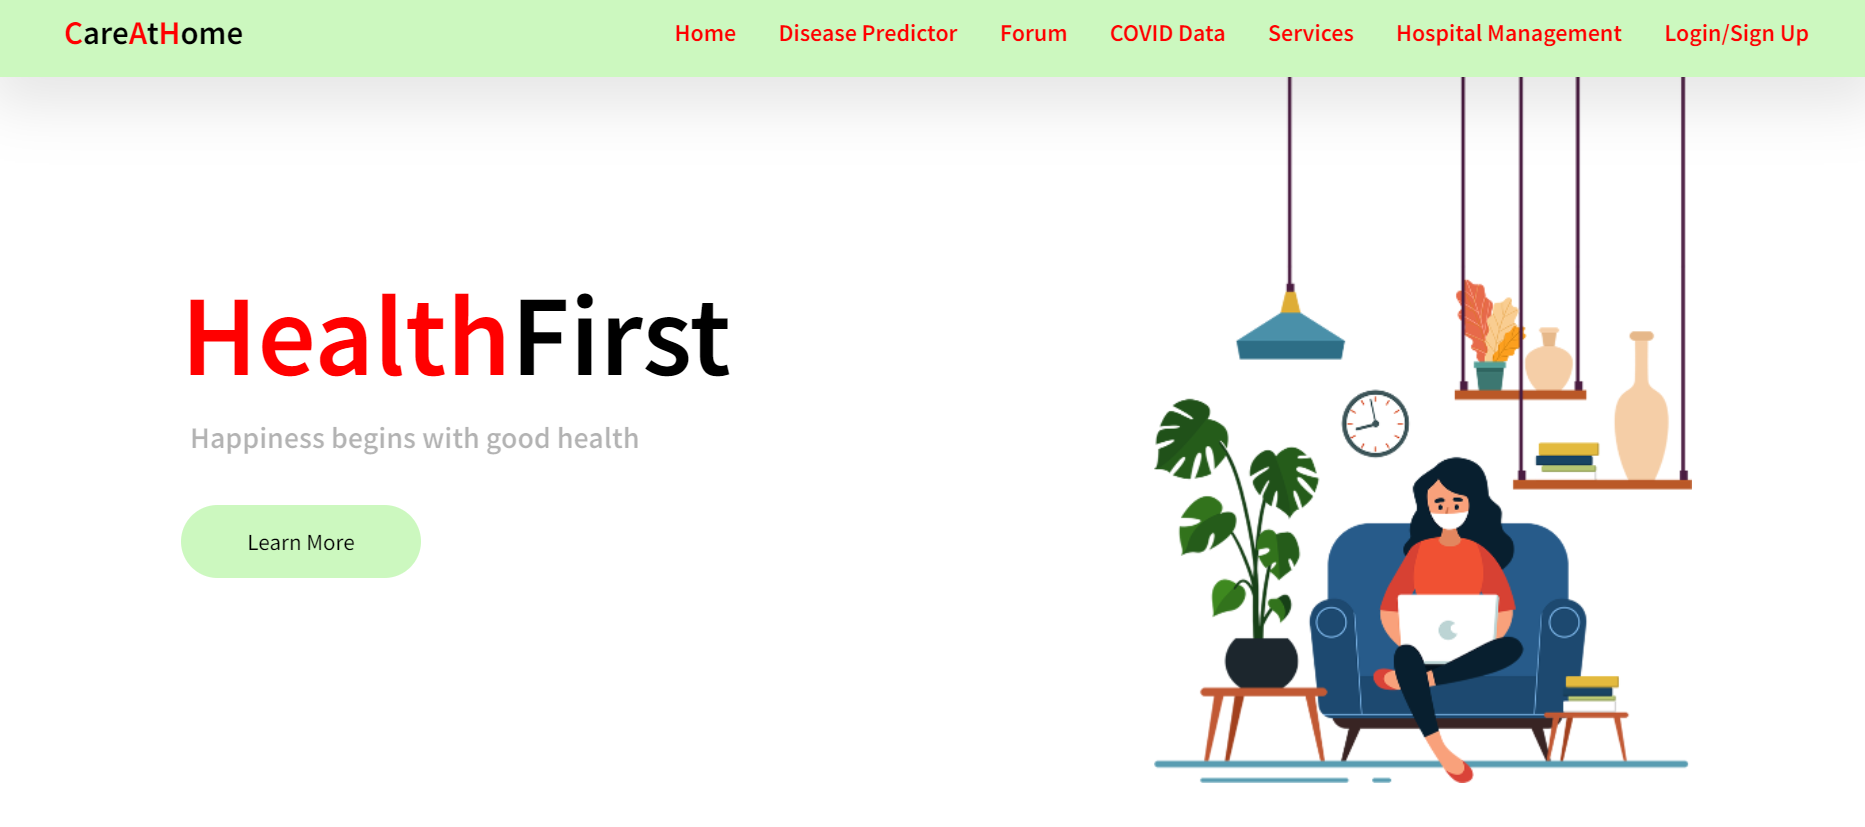 CareAtHome Home Disease Predictor Forum COVID Data Services Hospital Management Login/Sign Up
HealthFirst
Happiness begins with good health
Learn More